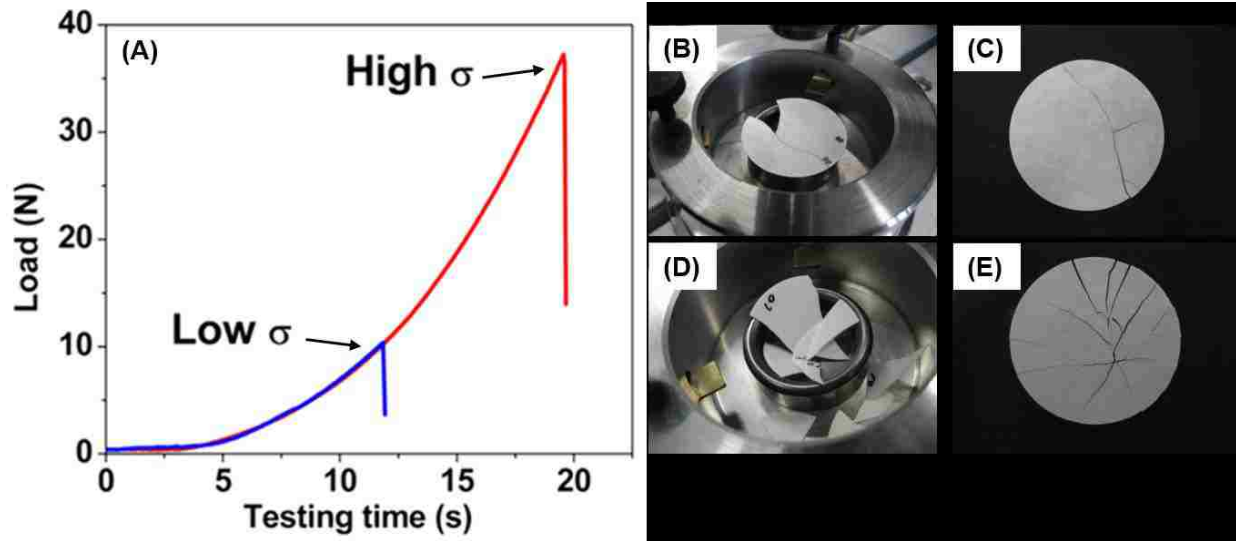 (A)
High σ
Low σ
40
30
20
10
0
Load (N)
0 5 10 15 20
Testing time (s)
(B)
(C)
(D)
(E)